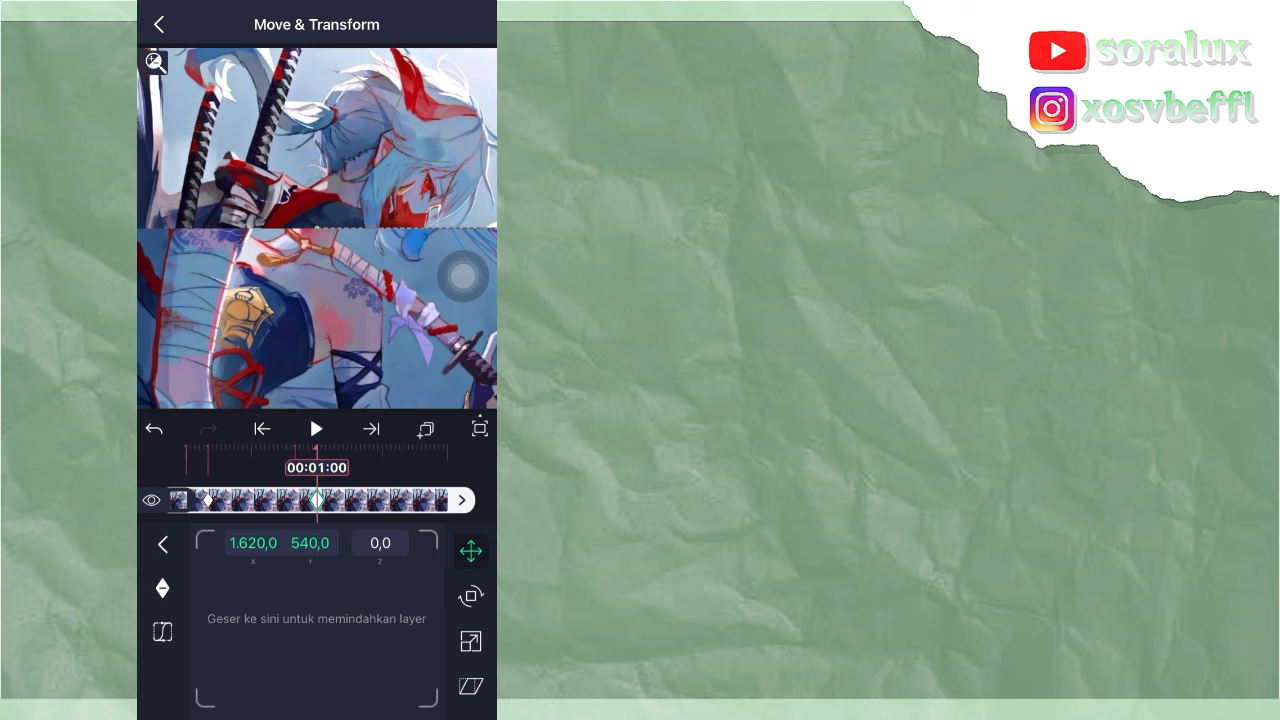 Move & Transform
soralux
xosvbeffl
00:01:00
1.620,0 540,0 0,0
X Y Z
Geser ke sini untuk memindahkan layer